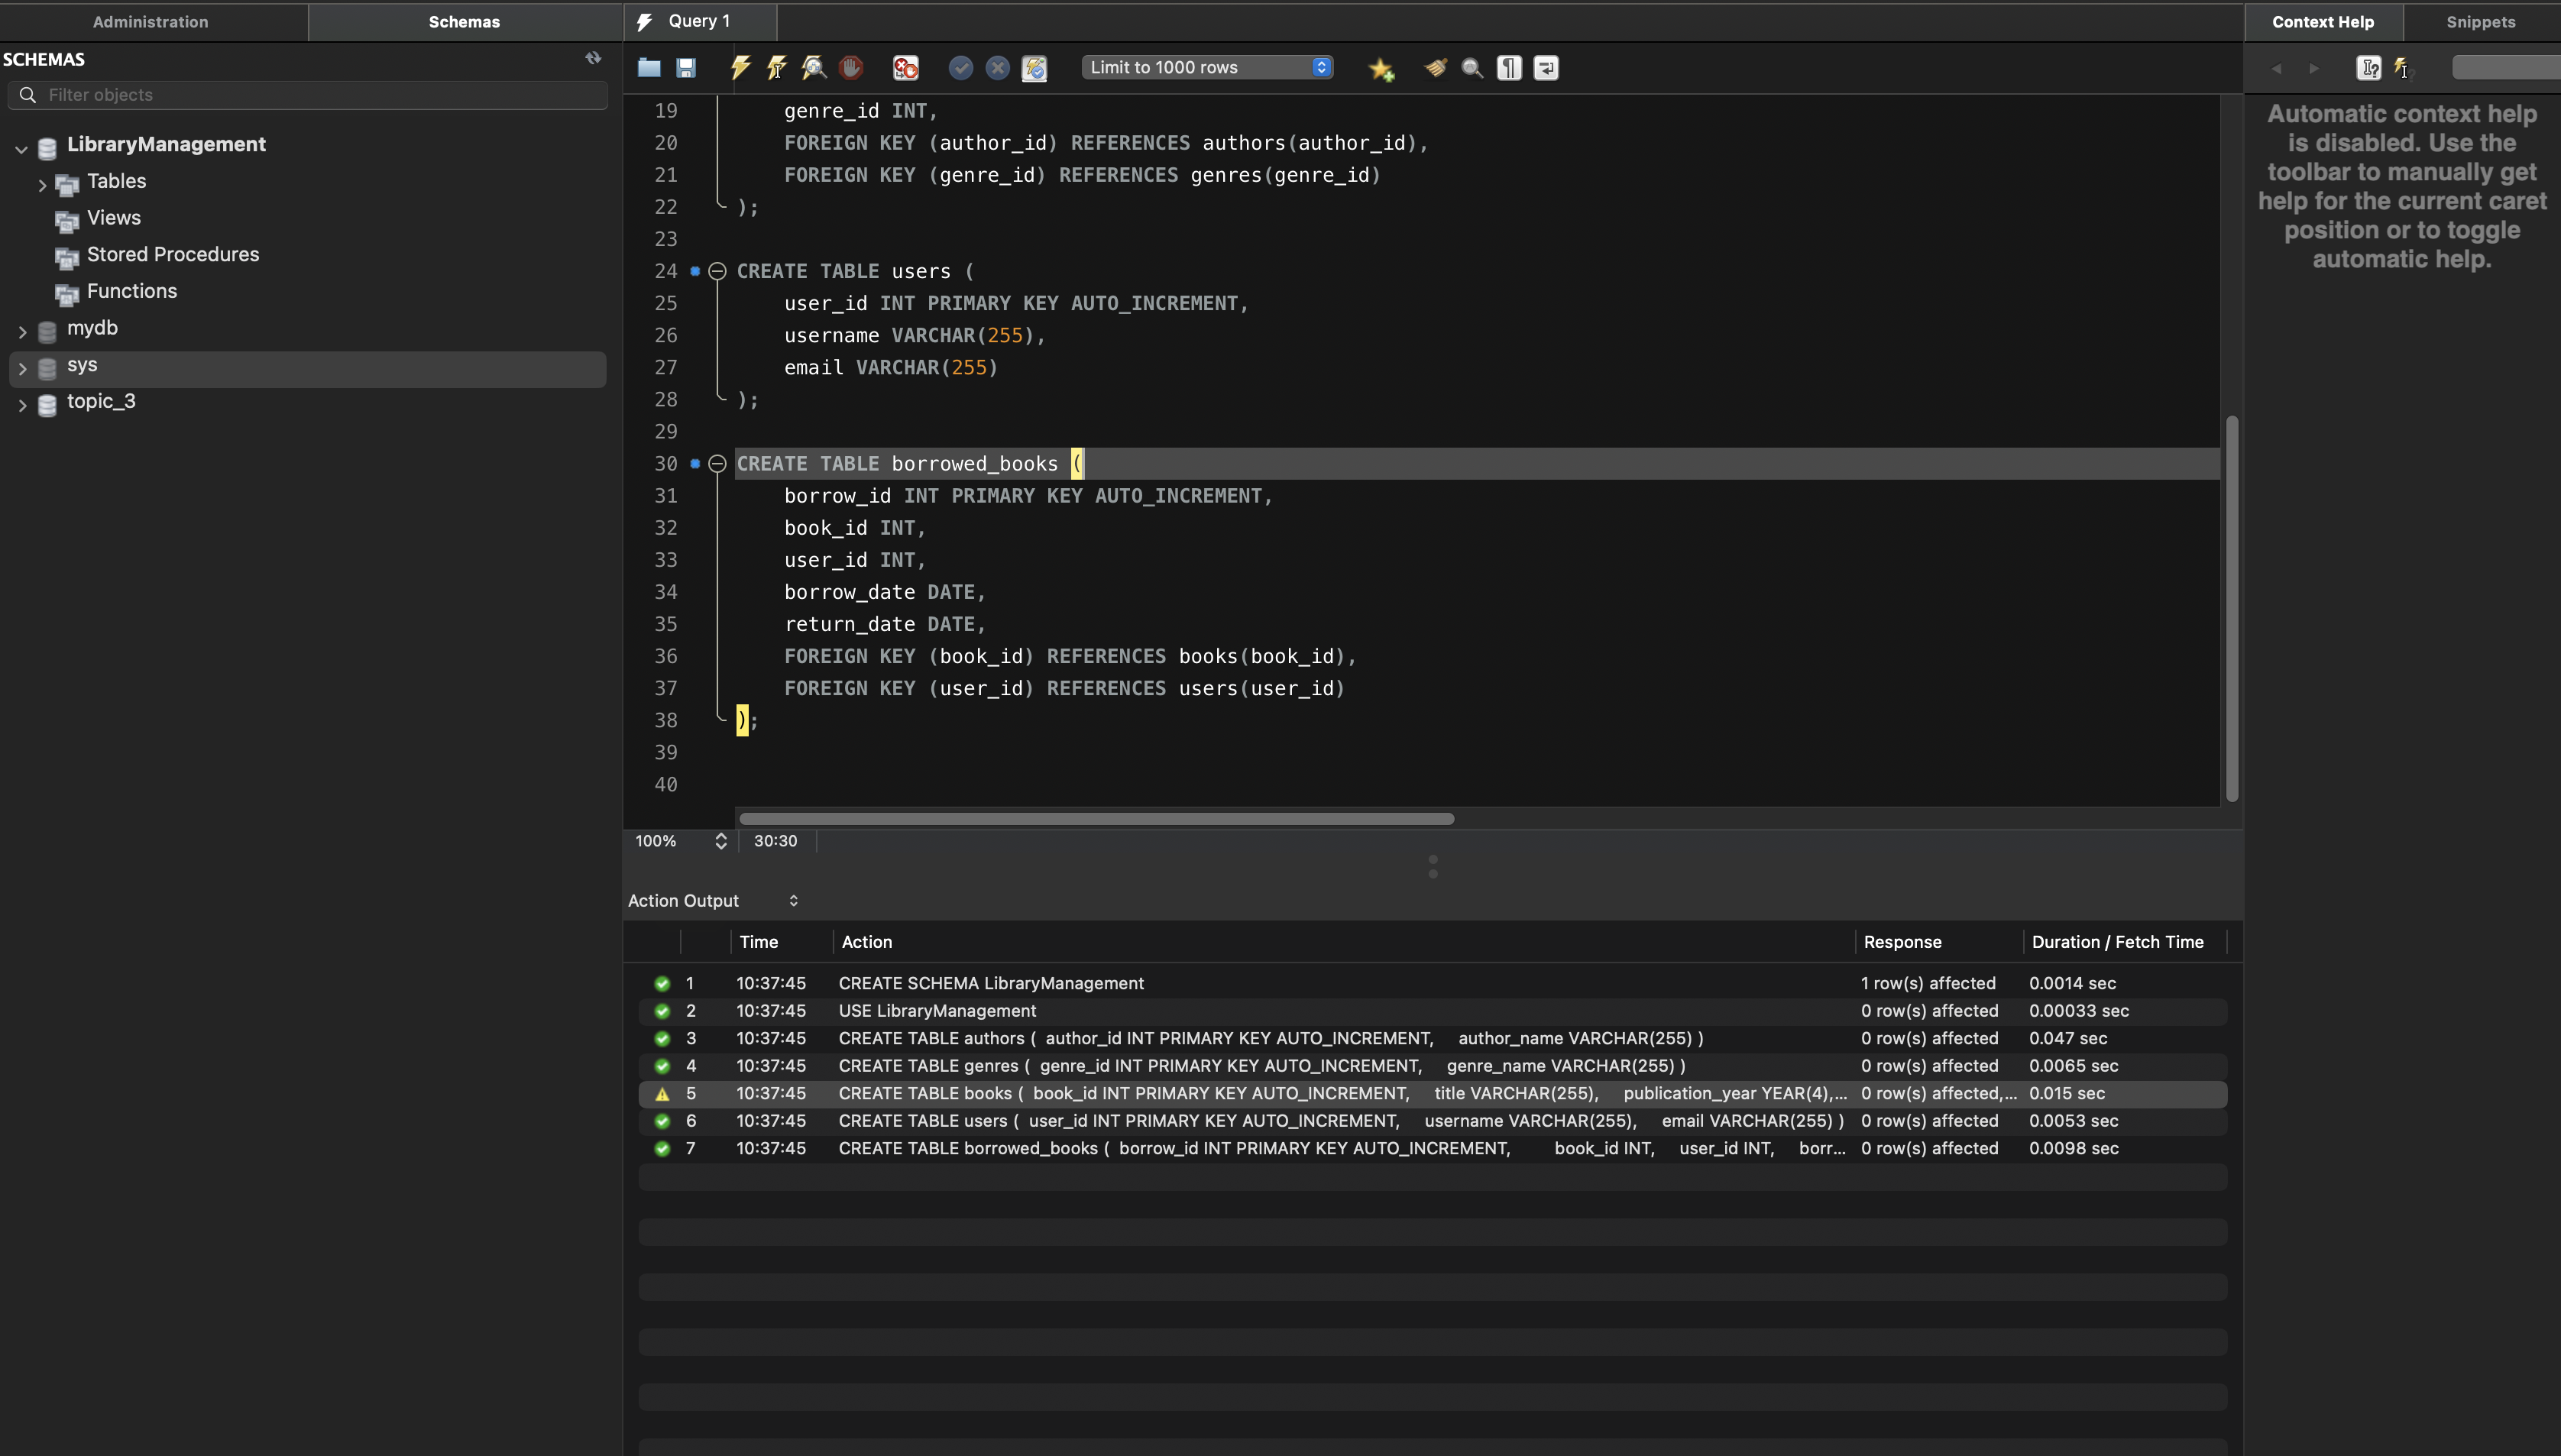 Administration
Schemas
SCHEMAS
Filter objects
LibraryManagement
Tables
Views
Stored Procedures
Functions
mydb
sys
topic_3
Query 1
Limit to 1000 rows
19 genre_id INT,
20 FOREIGN KEY (author_id) REFERENCES authors(author_id),
21 FOREIGN KEY (genre_id) REFERENCES genres(genre_id)
22 );
23
24 CREATE TABLE users (
25 user_id INT PRIMARY KEY AUTO_INCREMENT,
26 username VARCHAR(255),
27 email VARCHAR(255)
28 );
29
30 CREATE TABLE borrowed_books (
31 borrow_id INT PRIMARY KEY AUTO_INCREMENT,
32 book_id INT,
33 user_id INT,
34 borrow_date DATE,
35 return_date DATE,
36 FOREIGN KEY (book_id) REFERENCES books(book_id),
37 FOREIGN KEY (user_id) REFERENCES users(user_id)
38 );
39
40
100% 30:30
Action Output
Time Action Response Duration / Fetch Time
1 10:37:45 CREATE SCHEMA LibraryManagement 1 row(s) affected 0.0014 sec
2 10:37:45 USE LibraryManagement 0 row(s) affected 0.00033 sec
3 10:37:45 CREATE TABLE authors ( author_id INT PRIMARY KEY AUTO_INCREMENT, author_name VARCHAR(255) ) 0 row(s) affected 0.047 sec
4 10:37:45 CREATE TABLE genres ( genre_id INT PRIMARY KEY AUTO_INCREMENT, genre_name VARCHAR(255) ) 0 row(s) affected 0.0065 sec
5 10:37:45 CREATE TABLE books ( book_id INT PRIMARY KEY AUTO_INCREMENT, title VARCHAR(255), publication_year YEAR(4),... 0 row(s) affected,... 0.015 sec
6 10:37:45 CREATE TABLE users ( user_id INT PRIMARY KEY AUTO_INCREMENT, username VARCHAR(255), email VARCHAR(255) ) 0 row(s) affected 0.0053 sec
7 10:37:45 CREATE TABLE borrowed_books ( borrow_id INT PRIMARY KEY AUTO_INCREMENT, book_id INT, user_id INT, borr... 0 row(s) affected 0.0098 sec
Context Help
Snippets
Automatic context help
is disabled. Use the
toolbar to manually get
help for the current caret
position or to toggle
automatic help.